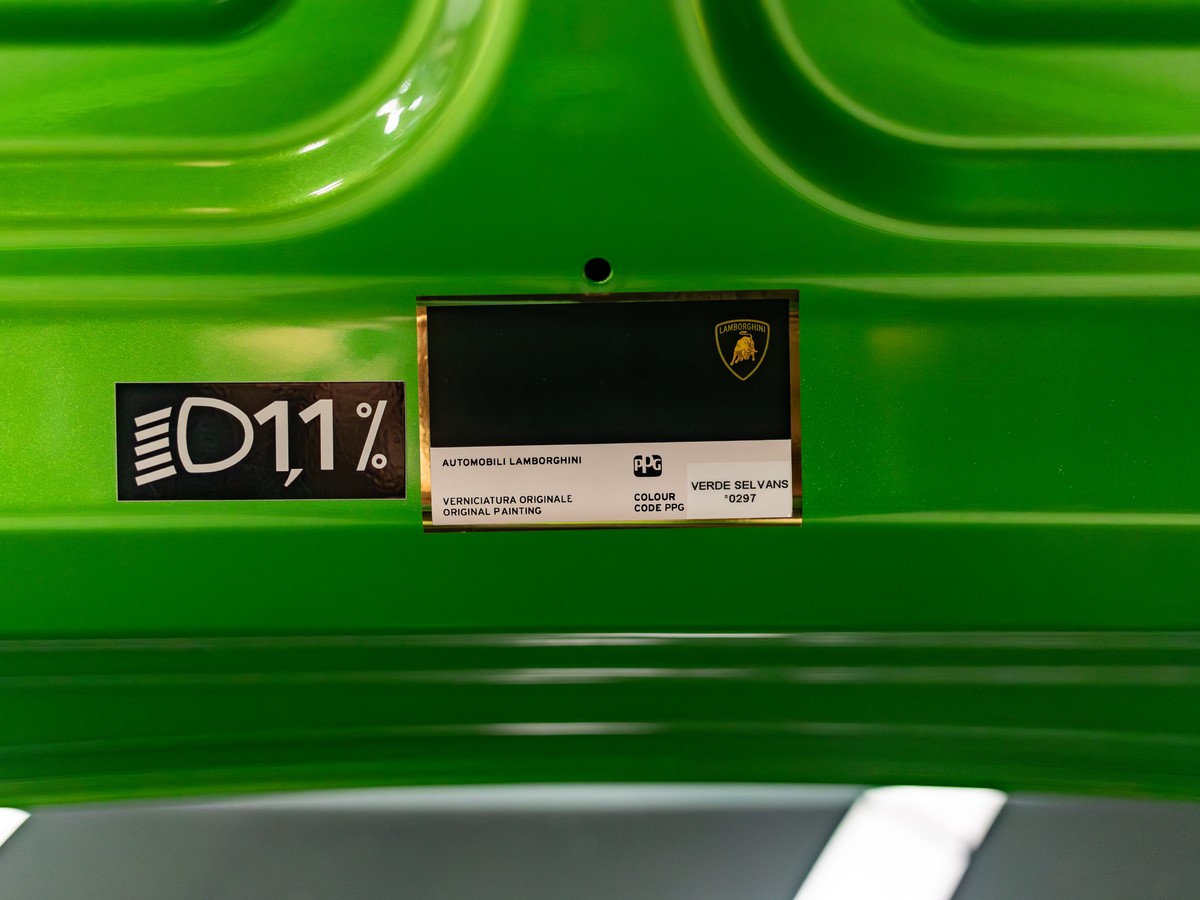 1,1%
LAMBORGHINI
AUTOMOBILI LAMBORGHINI
VERNICIATURA ORIGINALE
ORIGINAL PAINTING
PPG
COLOUR
CODE PPG
VERDE SELVANS
*0297